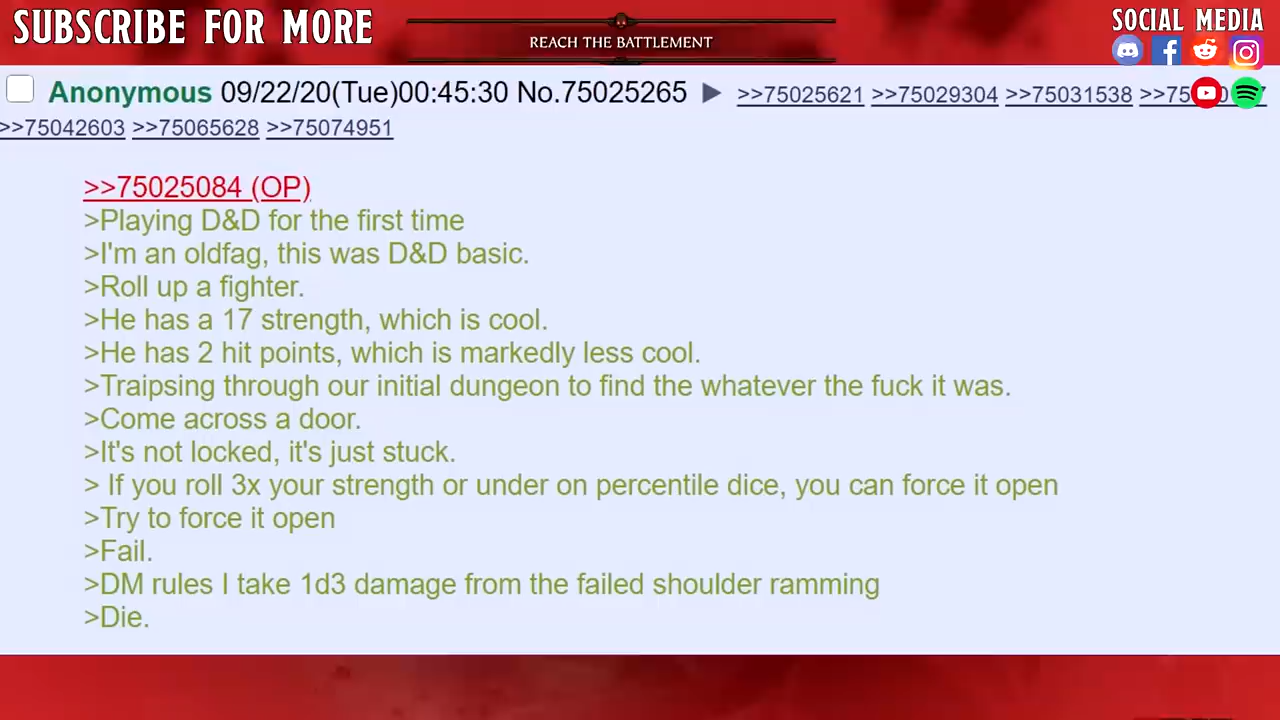 SUBSCRIBE FOR MORE
REACH THE BATTLEMENT
SOCIAL MEDIA
Anonymous 09/22/20(Tue)00:45:30 No.75025265 ▶ >>75025621 >>75029304 >>75031538
>>75042603 >>75065628 >>75074951
>>75025084 (OP)
>Playing D&D for the first time
>I'm an oldfag, this was D&D basic.
>Roll up a fighter.
>He has a 17 strength, which is cool.
>He has 2 hit points, which is markedly less cool.
>Traipsing through our initial dungeon to find the whatever the fuck it was.
>Come across a door.
>It's not locked, it's just stuck.
> If you roll 3x your strength or under on percentile dice, you can force it open
>Try to force it open
>Fail.
>DM rules I take 1d3 damage from the failed shoulder ramming
>Die.